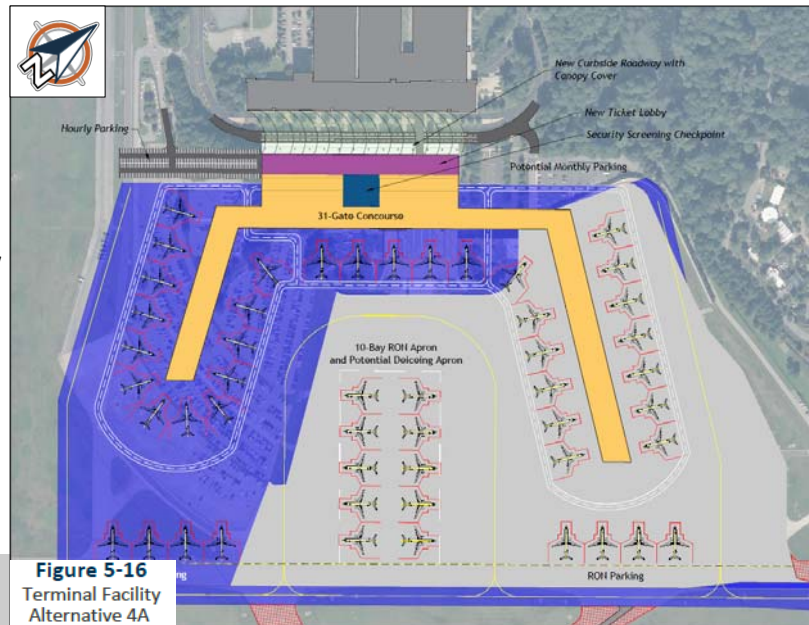 New Curbside Roadway with
Canopy Cover
New Ticket Lobby
Hourly Parking
Security Screening Checkpoint
Potential Monthly Parking
31-Gate Concourse
10-Bay RON Apron
and Potential Deicing Apron
RON Parking
Figure 5-16
Terminal Facility
Alternative 4A